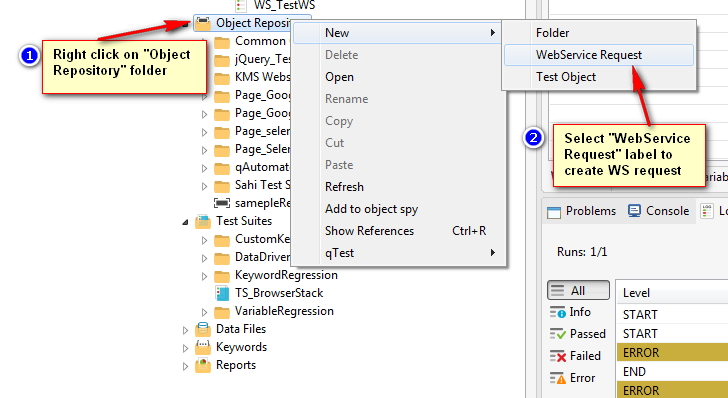 WS_TestWS
Object Reposi
Common
jQuery_Tes
KMS Webs
Page_Goog
Page_Goog
Page_selen
Page_Seler
qAutomat
Sahi Test S
samepleRe
Test Suites
CustomKe
DataDriver
KeywordRegression
TS_BrowserStack
VariableRegression
Data Files
Keywords
Reports
1
Right click on "Object
Repository" folder
New
Delete
Open
Rename
Copy
Cut
Paste
Refresh
Add to object spy
Show References Ctrl+R
qTest
Folder
WebService Request
Test Object
2
Select "WebService
Request" label to
create WS request
Variab
Problems Console LOG Lo
Runs: 1/1
All
Info
Passed
Failed
Error
Level
START
START
ERROR
END
ERROR